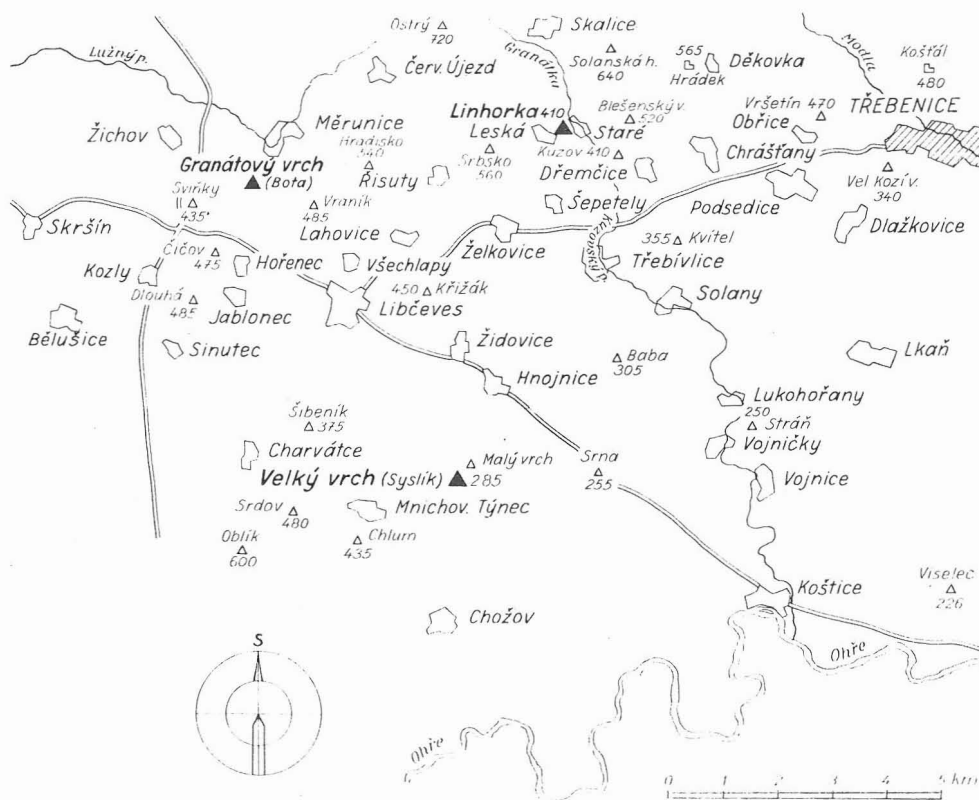 Ostrý
720
Skalice
Lužný p.
Granátka
Solanská h.
640
565
Hrádek
Děkovka
Modla
Košťál
480
Červ. Újezd
Linhorka 410
Blešenský v.
520
Vršetín 470
TŘEBENICE
Žichov
Měrunice
Leská
Staré
Obřice
Hradisko
540
Srbsko
560
Kuzov 410
Chrášťany
Granátový vrch
(Bota)
Řisuty
Dřemčice
Sviňky
435
Vraník
485
Šepetely
Podsedice
Vel. Kozí v.
340
Skršín
Lahovice
Želkovice
355
Kvítel
Dlažkovice
Čičov
475
Hořenec
Všechlapy
Třebívlice
Kozly
Dlouhá
485
450
Křižák
Jablonec
Libčeves
Solany
Bělušice
Sinutec
Židovice
Baba
305
Lkáň
Hnojnice
Lukohořany
250
Stráň
Šibeník
375
Charvátce
Vojničky
Malý vrch
285
Srna
255
Velký vrch (Syslík)
Vojnice
Srdov
480
Mnichov. Týnec
Oblík
600
Chlum
435
Koštice
Viselec
226
Chožov
S
Ohře
Ohře
0 1 2 3 4 5 km